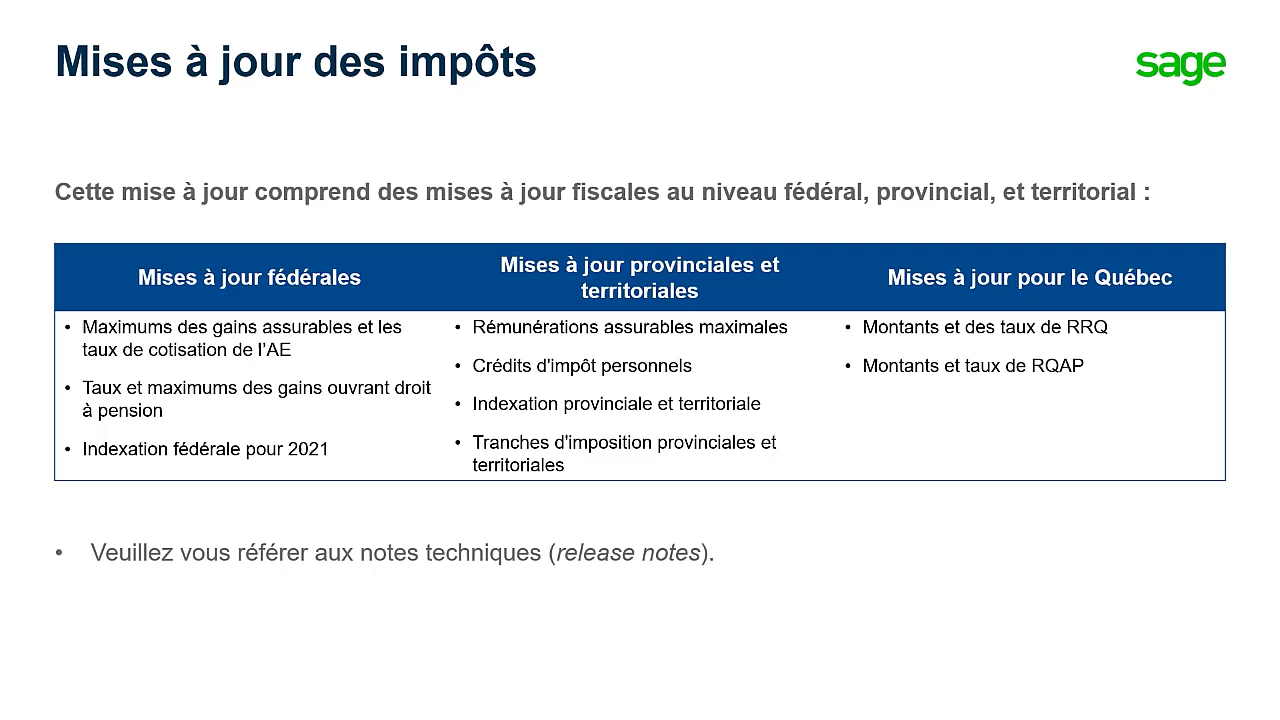 Mises à jour des impôts
sage
Cette mise à jour comprend des mises à jour fiscales au niveau fédéral, provincial, et territorial :
Mises à jour fédérales
Mises à jour provinciales et
territoriales
Mises à jour pour le Québec
• Maximums des gains assurables et les
taux de cotisation de l’AE
• Taux et maximums des gains ouvrant droit
à pension
• Indexation fédérale pour 2021
• Rémunérations assurables maximales
• Crédits d'impôt personnels
• Indexation provinciale et territoriale
• Tranches d'imposition provinciales et
territoriales
• Montants et des taux de RRQ
• Montants et taux de RQAP
• Veuillez vous référer aux notes techniques (release notes).